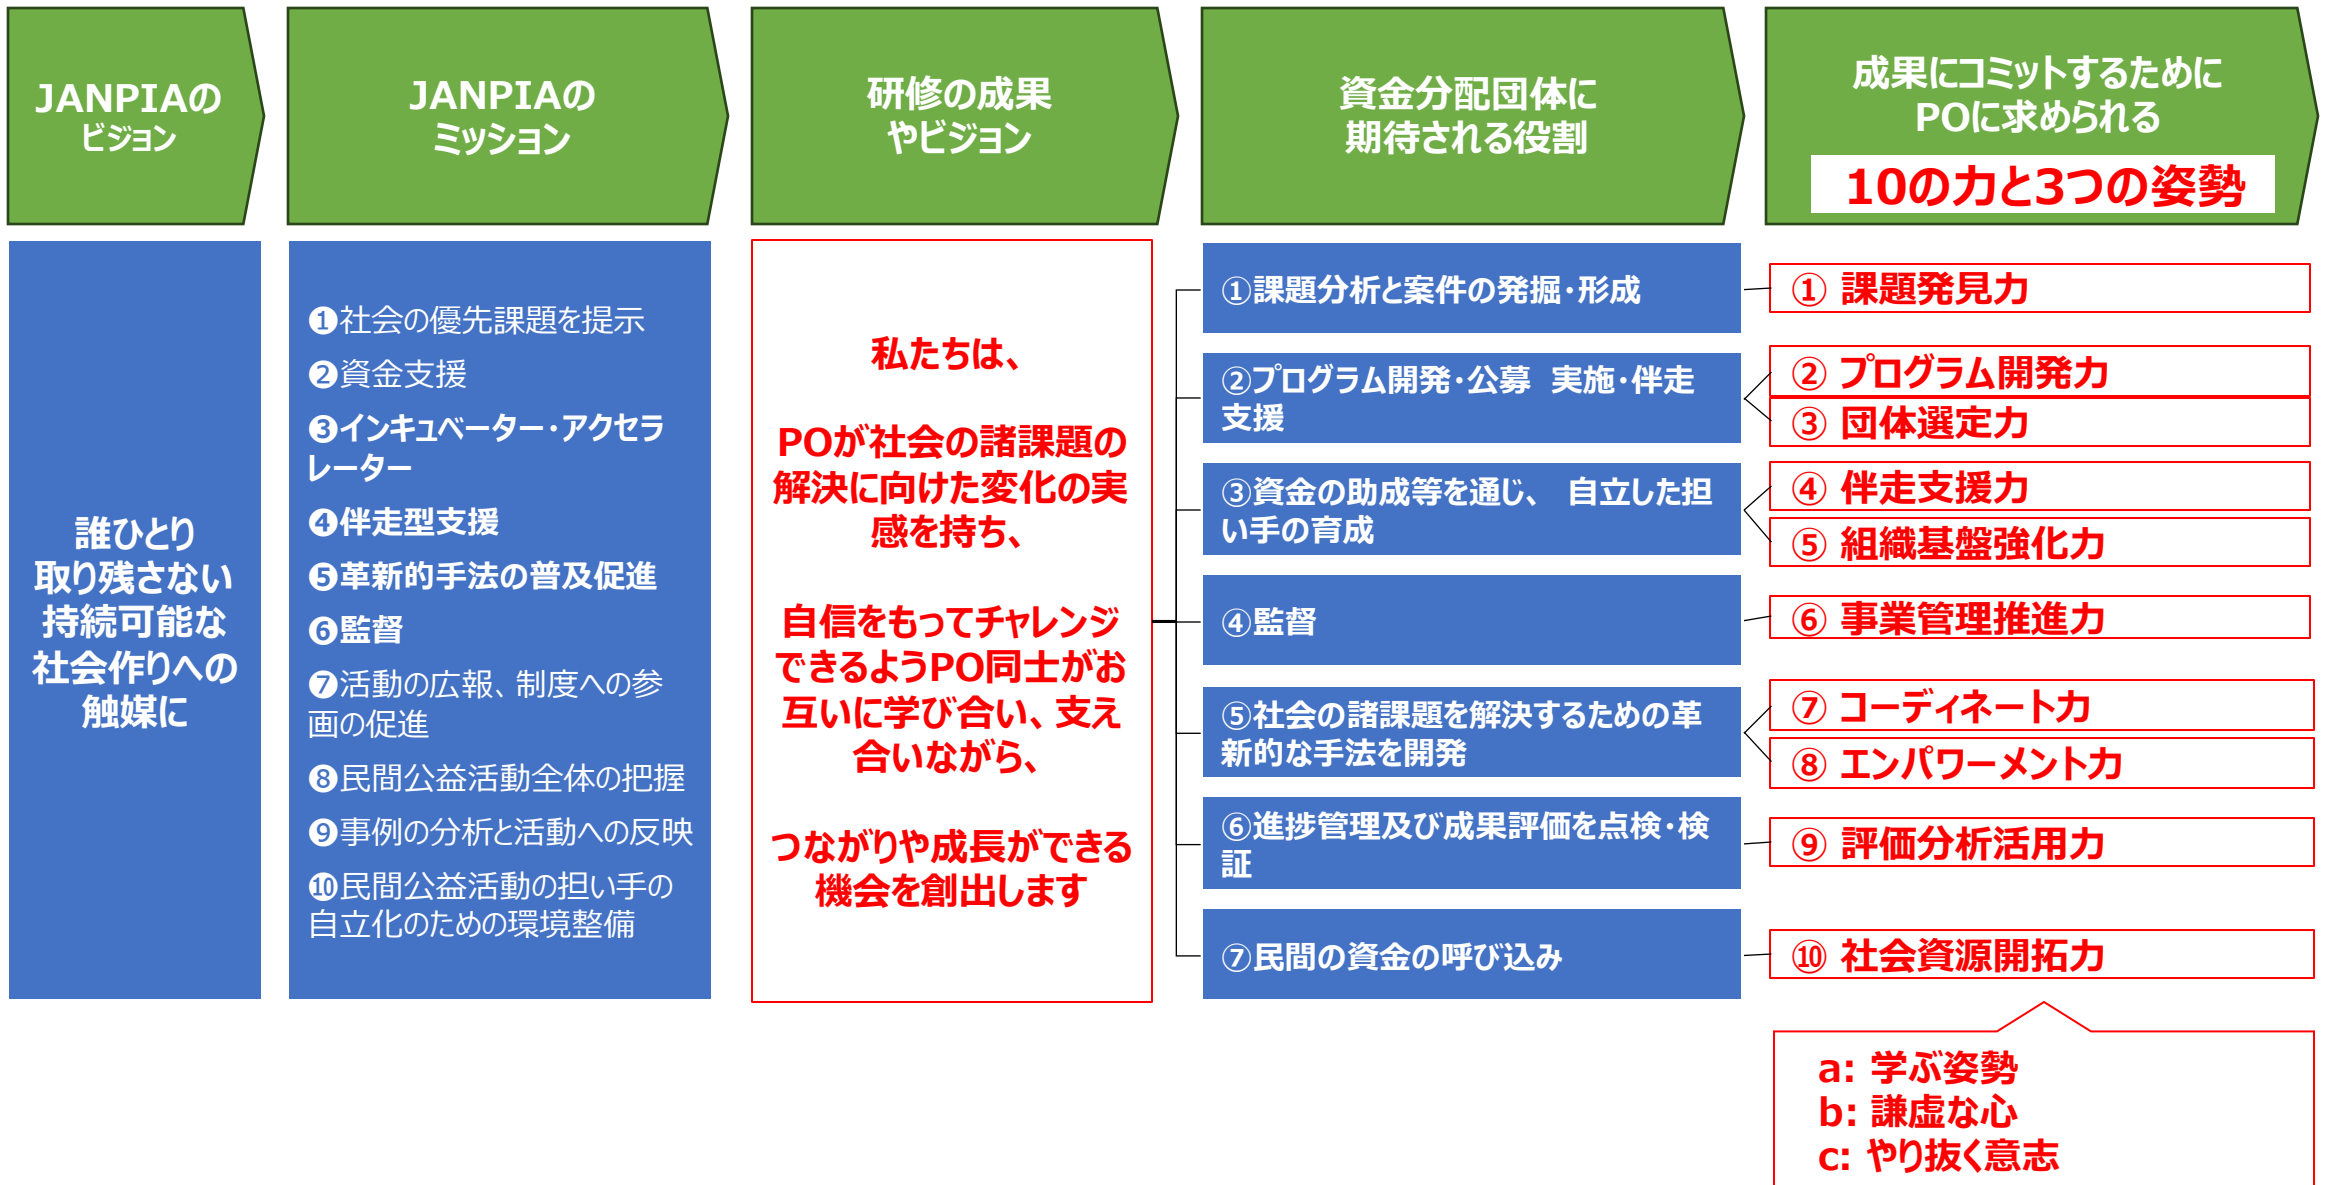 JANPIAの
ビジョン
JANPIAの
ミッション
研修の成果
やビジョン
資金分配団体に
期待される役割
成果にコミットするために
POに求められる
10の力と3つの姿勢
誰ひとり
取り残さない
持続可能な
社会作りへの
触媒に
❶社会の優先課題を提示
❷資金支援
❸インキュベーター・アクセラ
レーター
❹伴走型支援
❺革新的手法の普及促進
❻監督
❼活動の広報、制度への参
画の促進
❽民間公益活動全体の把握
❾事例の分析と活動への反映
❿民間公益活動の担い手の
自立化のための環境整備
私たちは、
POが社会の諸課題の
解決に向けた変化の実
感を持ち、
自信をもってチャレンジ
できるようPO同士がお
互いに学び合い、支え
合いながら、
つながりや成長ができる
機会を創出します
①課題分析と案件の発掘・形成
②プログラム開発・公募　実施・伴走
支援
③資金の助成等を通じ、　自立した担
い手の育成
④監督
⑤社会の諸課題を解決するための革
新的な手法を開発
⑥進捗管理及び成果評価を点検・検
証
⑦民間の資金の呼び込み
① 課題発見力
② プログラム開発力
③ 団体選定力
④ 伴走支援力
⑤ 組織基盤強化力
⑥ 事業管理推進力
⑦ コーディネート力
⑧ エンパワーメント力
⑨ 評価分析活用力
⑩ 社会資源開拓力
a: 学ぶ姿勢
b: 謙虚な心
c: やり抜く意志